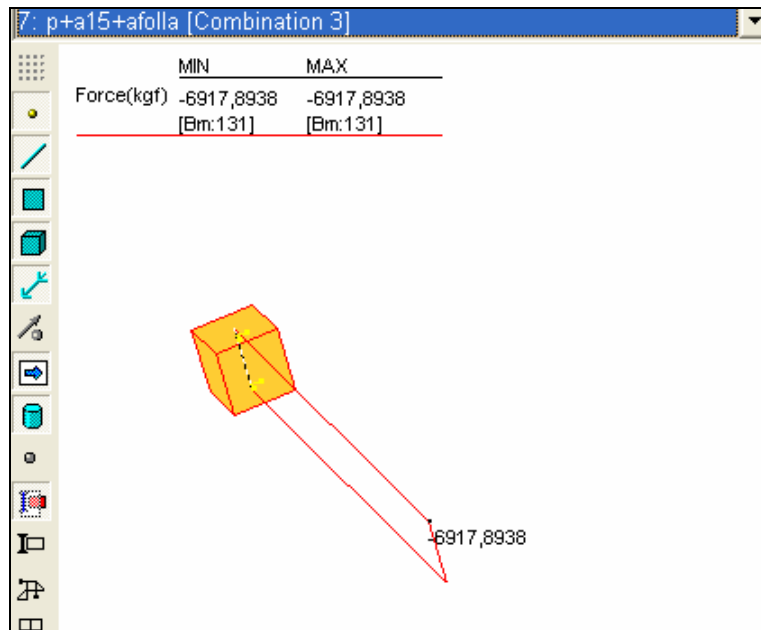 7: p+a15+afolla [Combination 3]
MIN MAX
Force(kgf) -6917,8938 -6917,8938
[Bm:131] [Bm:131]
-6917,8938